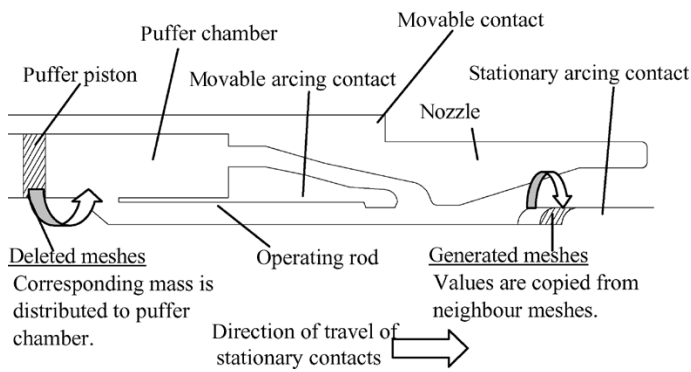 Movable contact
Puffer chamber
Puffer piston
Movable arcing contact
Stationary arcing contact
Nozzle
Operating rod
Deleted meshes
Corresponding mass is
distributed to puffer
chamber.
Generated meshes
Values are copied from
neighbour meshes.
Direction of travel of
stationary contacts